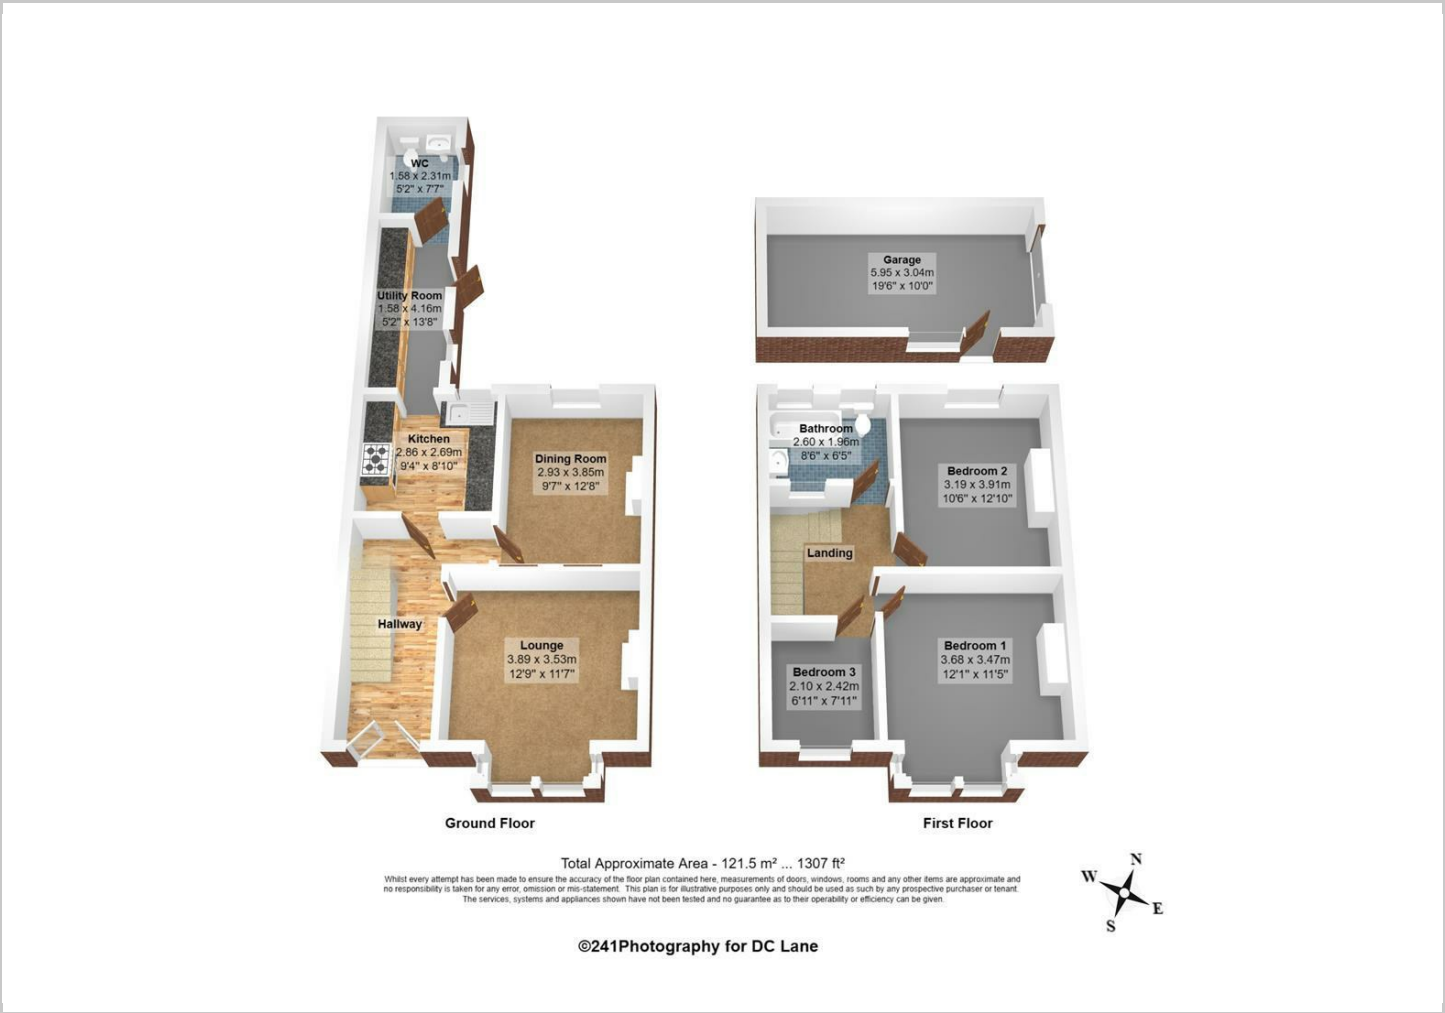 WC
1.58 x 2.31m
5'2" x 7'7"
Utility Room
1.58 x 4.16m
5'2" x 13'8"
Kitchen
2.86 x 2.69m
9'4" x 8'10"
Dining Room
2.93 x 3.85m
9'7" x 12'8"
Hallway
Lounge
3.89 x 3.53m
12'9" x 11'7"
Ground Floor
Garage
5.95 x 3.04m
19'6" x 10'0"
Bathroom
2.60 x 1.96m
8'6" x 6'5"
Bedroom 2
3.19 x 3.91m
10'6" x 12'10"
Landing
Bedroom 3
2.10 x 2.42m
6'11" x 7'11"
Bedroom 1
3.68 x 3.47m
12'1" x 11'5"
First Floor
Total Approximate Area - 121.5 m² ... 1307 ft²
Whilst every attempt has been made to ensure the accuracy of the floor plan contained here, measurements of doors, windows, rooms and any other items are approximate and
no responsibility is taken for any error, omission or mis-statement. This plan is for illustrative purposes only and should be used as such by any prospective purchaser or tenant.
The services, systems and appliances shown have not been tested and no guarantee as to their operability or efficiency can be given.
N
W
E
S
©241Photography for DC Lane